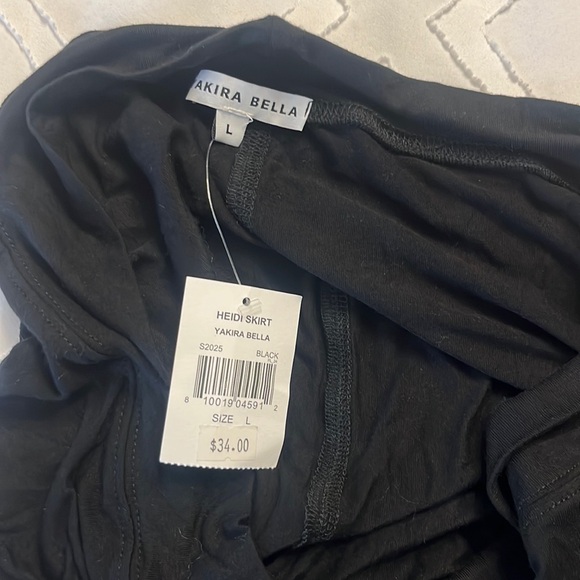 AKIRA BELLA
L
HEIDI SKIRT
YAKIRA BELLA
S2025 BLACK
8 10019 04591 2
SIZE L
$34.00